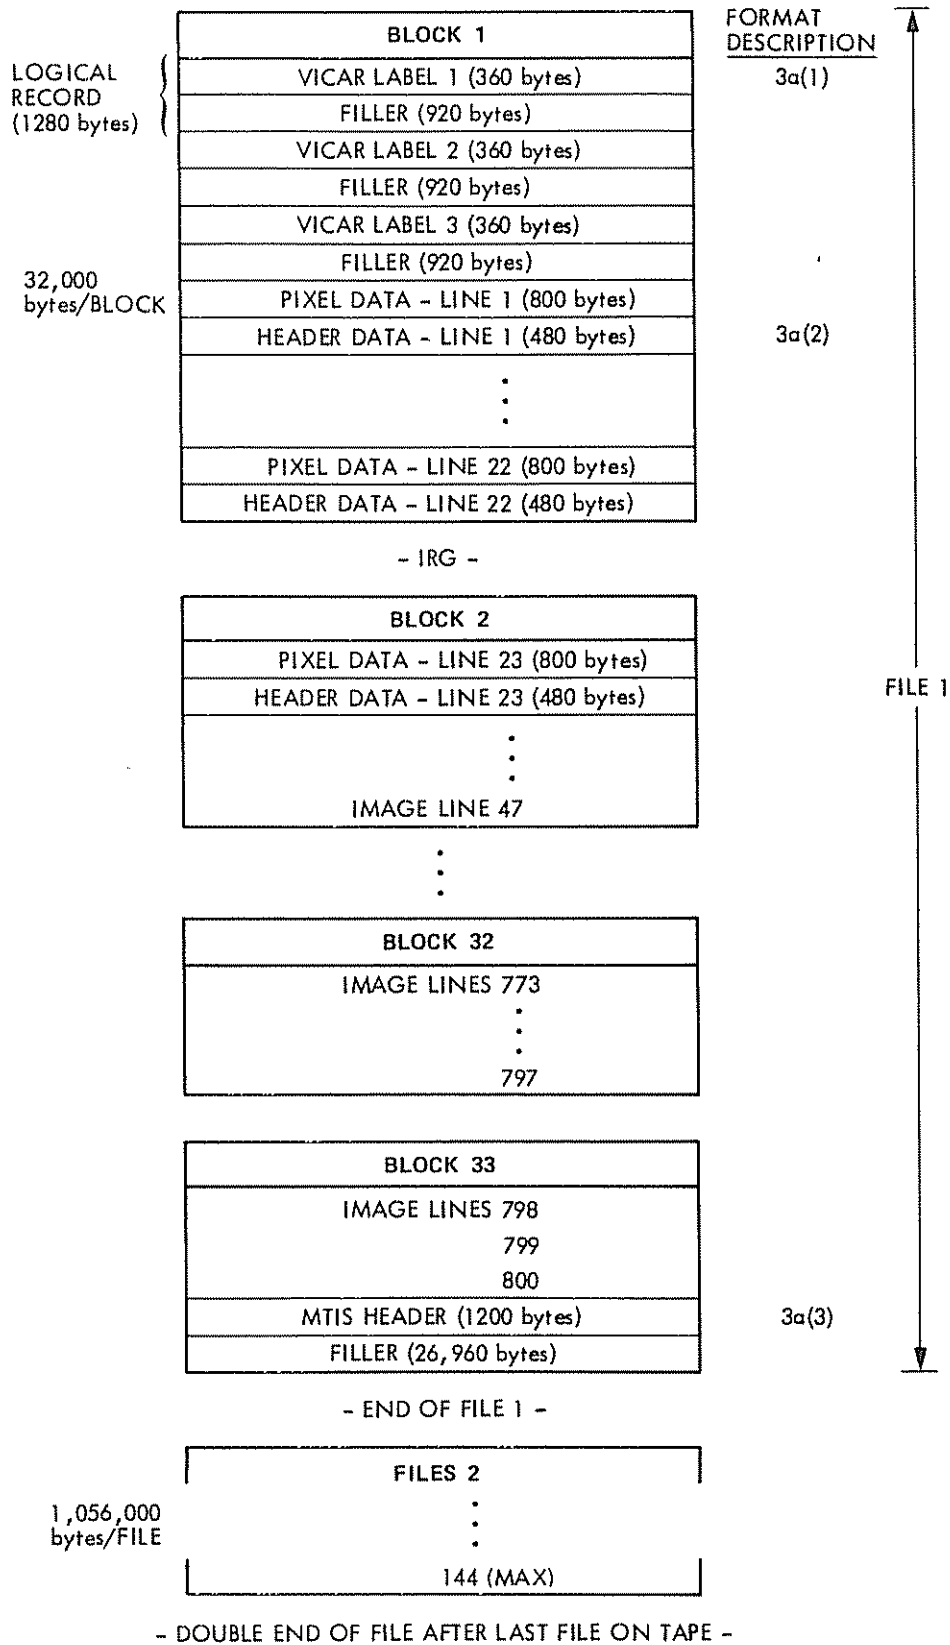 FORMAT
DESCRIPTION
BLOCK 1
LOGICAL
RECORD
(1280 bytes)
VICAR LABEL 1 (360 bytes)
3a(1)
FILLER (920 bytes)
VICAR LABEL 2 (360 bytes)
FILLER (920 bytes)
VICAR LABEL 3 (360 bytes)
FILLER (920 bytes)
32,000
bytes/BLOCK
PIXEL DATA - LINE 1 (800 bytes)
HEADER DATA - LINE 1 (480 bytes)
3a(2)
PIXEL DATA - LINE 22 (800 bytes)
HEADER DATA - LINE 22 (480 bytes)
- IRG -
BLOCK 2
PIXEL DATA - LINE 23 (800 bytes)
HEADER DATA - LINE 23 (480 bytes)
FILE 1
IMAGE LINE 47
BLOCK 32
IMAGE LINES 773
797
BLOCK 33
IMAGE LINES 798
799
800
MTIS HEADER (1200 bytes)
3a(3)
FILLER (26,960 bytes)
- END OF FILE 1 -
FILES 2
1,056,000
bytes/FILE
144 (MAX)
- DOUBLE END OF FILE AFTER LAST FILE ON TAPE -